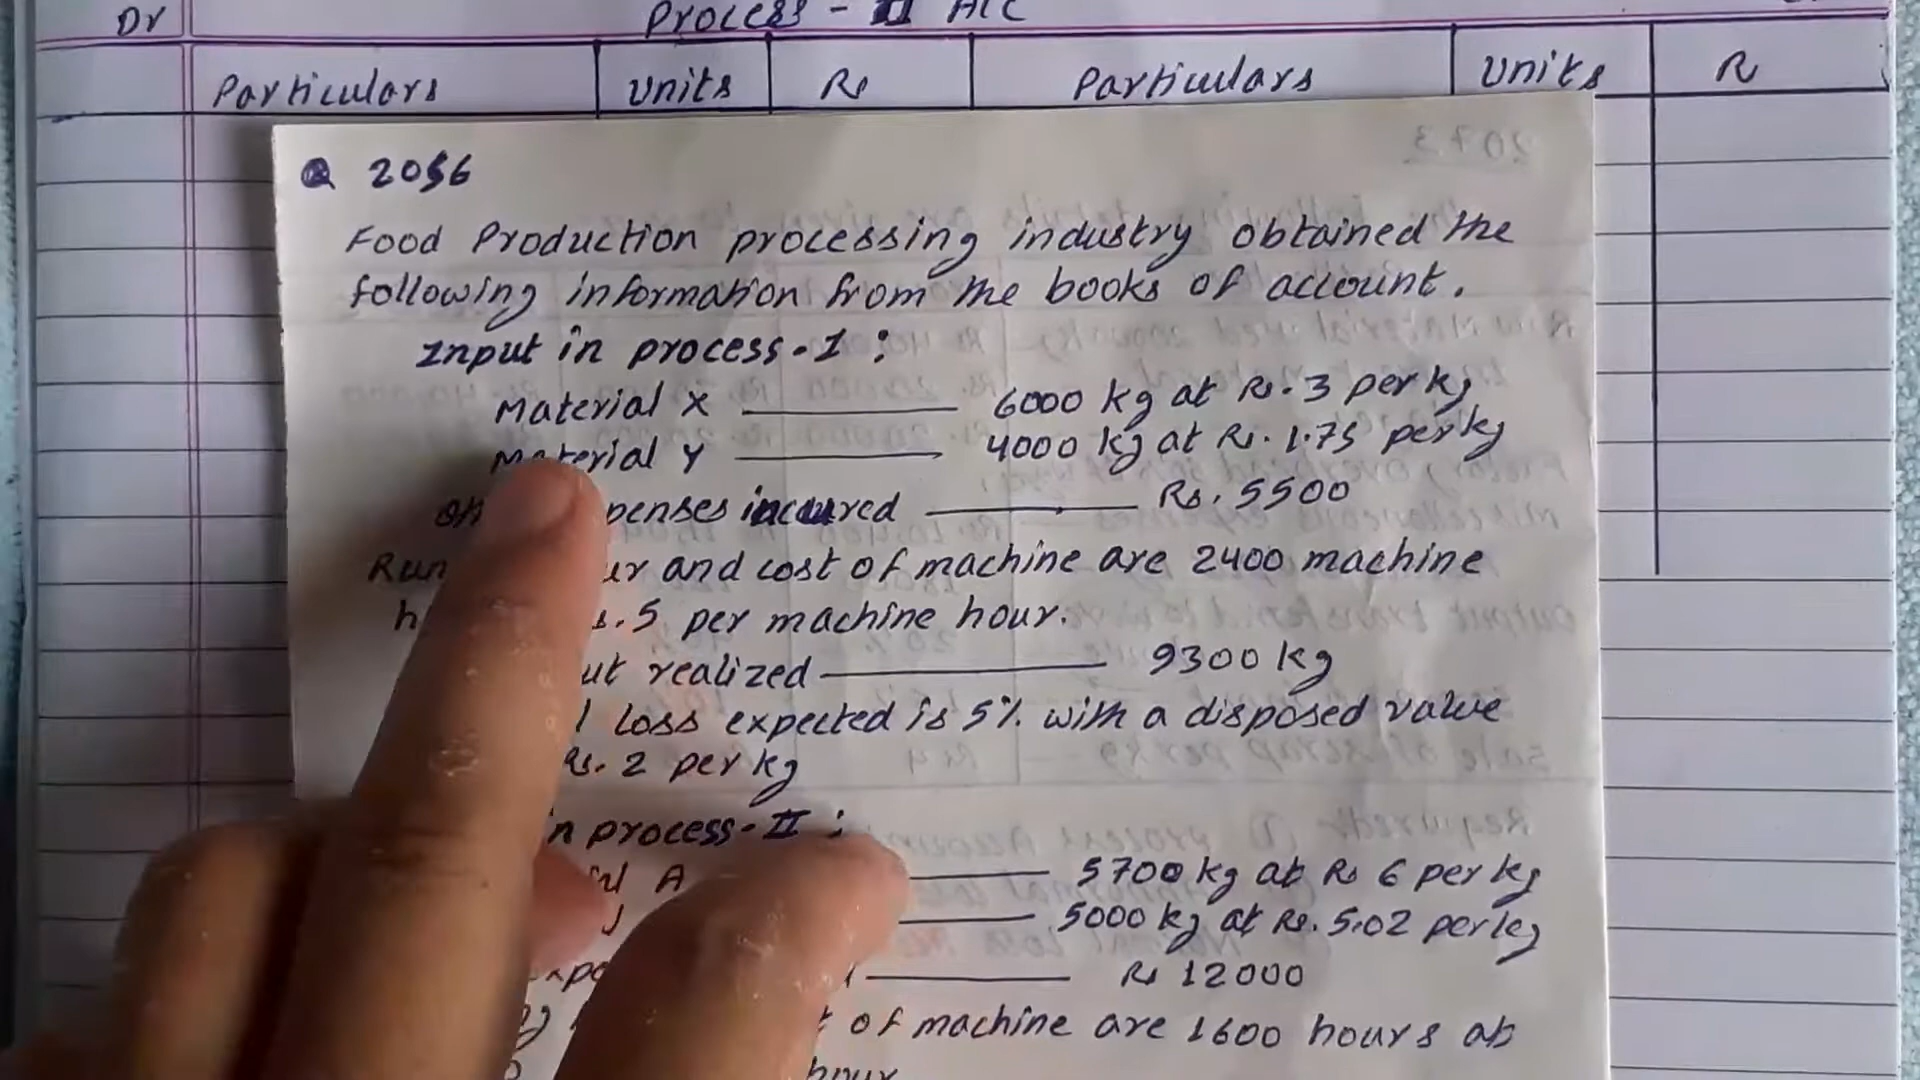 Dr Process - II A/c
Particulars Units Rs Particulars Units R
Q 2056
Food Production processing industry obtained the
following information from the books of account.
Input in process-I :
Material X 6000 kg at Rs. 3 per kg
Material Y 4000 kg at Rs. 1.75 per kg
penses incurred Rs. 5500
Run ur and cost of machine are 2400 machine
h s. 5 per machine hour.
ut realized 9300 kg
l loss expected is 5% with a disposed value
Rs. 2 per kg
in process-II :
al A 5700 kg at Rs 6 per kg
5000 kg at Rs. 5.02 per kg
Rs 12000
of machine are 1600 hours at
hour